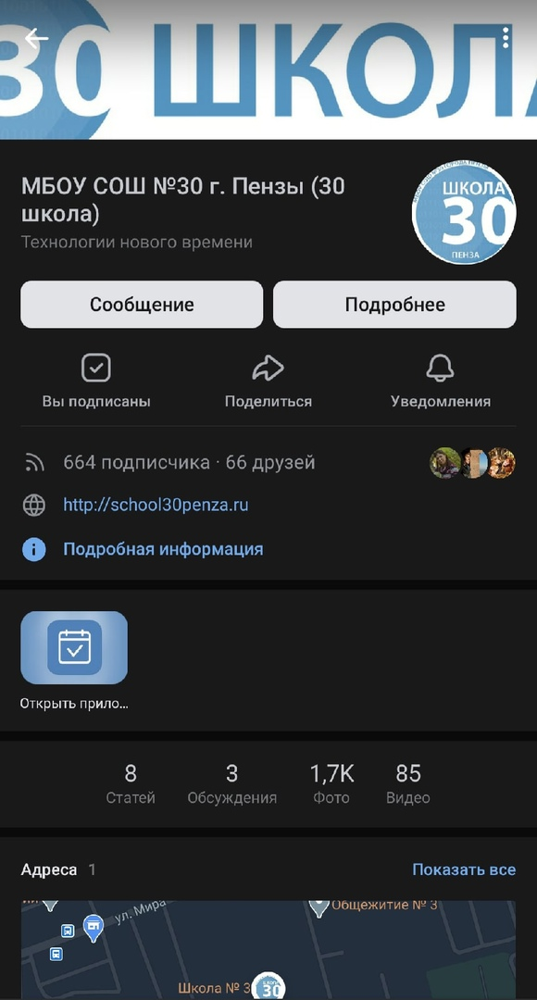 30 ШКОЛА
МБОУ СОШ №30 г. Пензы (30
школа)
Технологии нового времени
ШКОЛА
30
ПЕНЗА
Сообщение
Подробнее
Вы подписаны
Поделиться
Уведомления
664 подписчика · 66 друзей
http://school30penza.ru
Подробная информация
Открыть прило...
8
Статей
3
Обсуждения
1,7K
Фото
85
Видео
Адреса 1
Показать все
ул. Мира
Общежитие № 3
Школа № 3
30